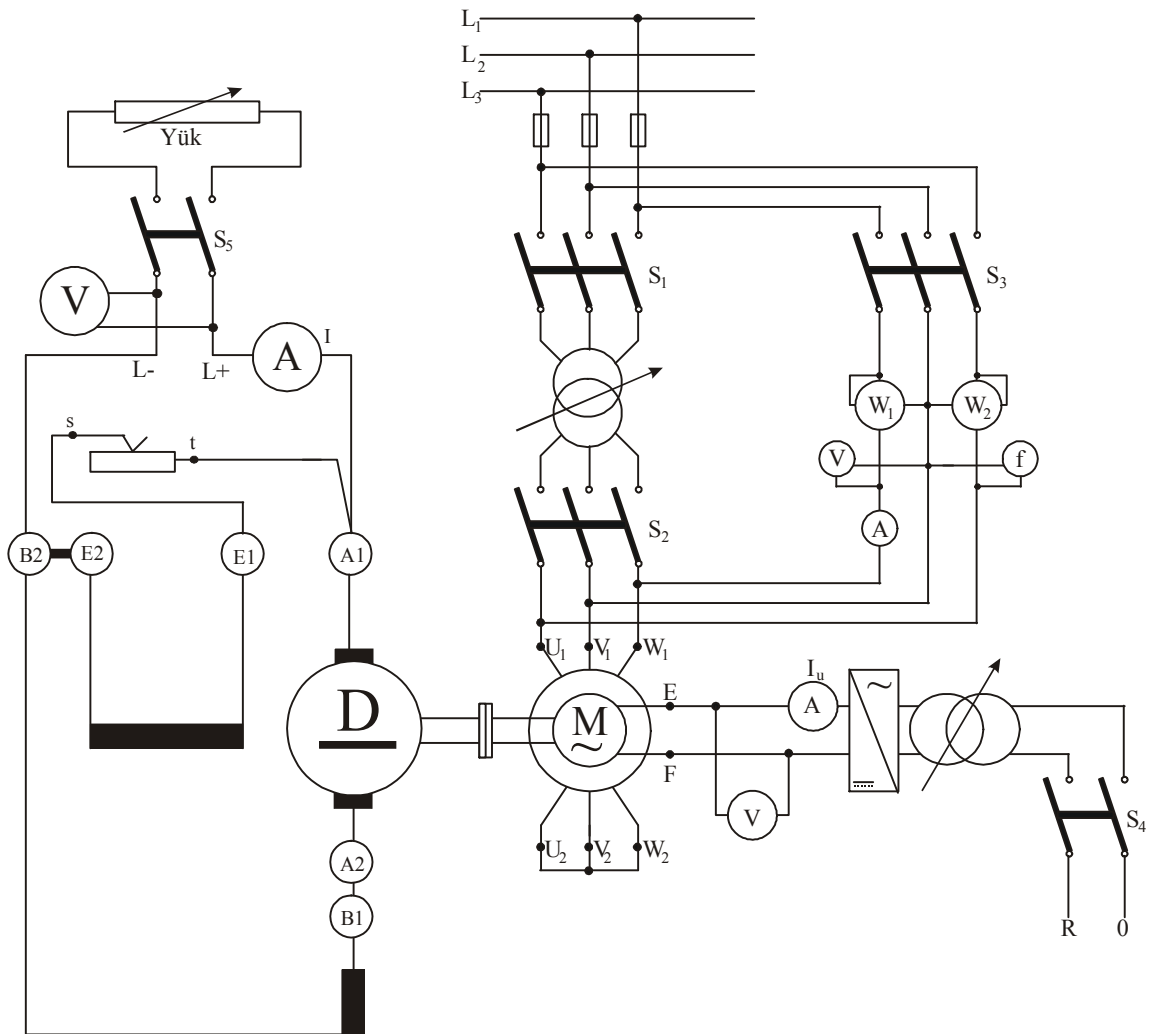 L1
L2
L3
Yük
S5
S1
S3
V
I
A
L-
L+
W1
W2
s
t
V
f
S2
A
B2
E2
E1
A1
U1
V1
W1
Iu
E
A
~
D
M
~
F
V
S4
U2
V2
W2
A2
B1
R
0